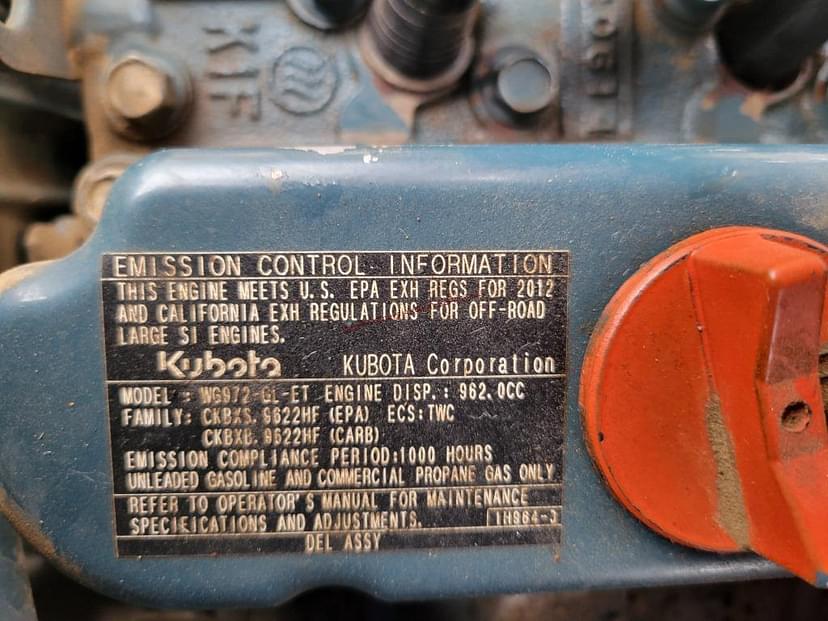 KJF
EMISSION CONTROL INFORMATION
THIS ENGINE MEETS U.S. EPA EXH REGS FOR 2012
AND CALIFORNIA EXH REGULATIONS FOR OFF-ROAD
LARGE SI ENGINES.
Kubota KUBOTA Corporation
MODEL : WG972-GL-ET ENGINE DISP.: 962.0CC
FAMILY: CKBXS.9622HF (EPA) ECS:TWC
CKBXB.9622HF (CARB)
EMISSION COMPLIANCE PERIOD:1000 HOURS
UNLEADED GASOLINE AND COMMERCIAL PROPANE GAS ONLY
REFER TO OPERATOR'S MANUAL FOR MAINTENANCE
SPECIFICATIONS AND ADJUSTMENTS. 1H984-3
DEL ASSY